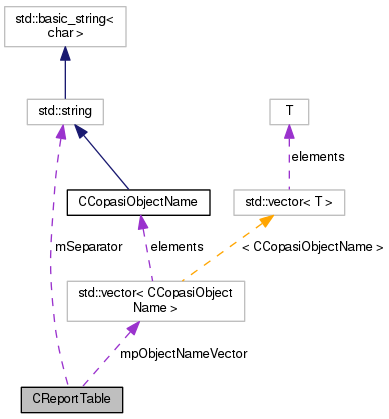 std::basic_string<
char >
std::string
T
elements
CCopasiObjectName
std::vector< T >
mSeparator
elements
< CCopasiObjectName >
std::vector< CCopasiObject
Name >
mpObjectNameVector
CReportTable